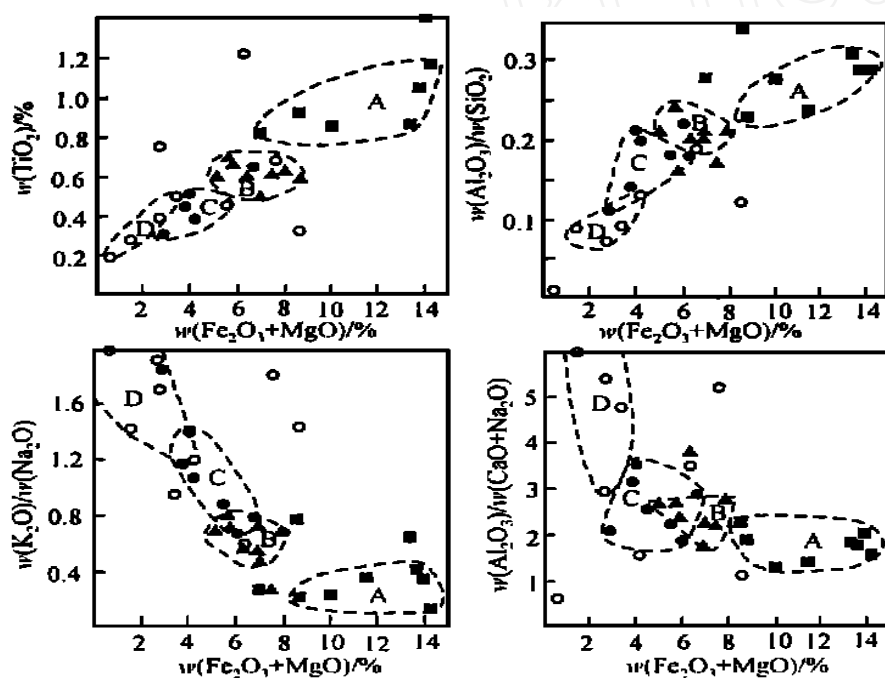 w(TiO₂)/%
1.2
1.0
0.8
0.6
0.4
0.2
A
B
C
D
2 4 6 8 10 12 14
w(Fe₂O₃+MgO)/%
w(Al₂O₃)/w(SiO₂)
0.3
0.2
0.1
A
B
C
D
2 4 6 8 10 12 14
w(Fe₂O₃+MgO)/%
w(K₂O)/w(Na₂O)
1.6
1.2
0.8
0.4
D
C
B
A
2 4 6 8 10 12 14
w(Fe₂O₃+MgO)/%
w(Al₂O₃)/w(CaO+Na₂O)
5
4
3
2
1
D
C
B
A
2 4 6 8 10 12 14
w(Fe₂O₃+MgO)/%